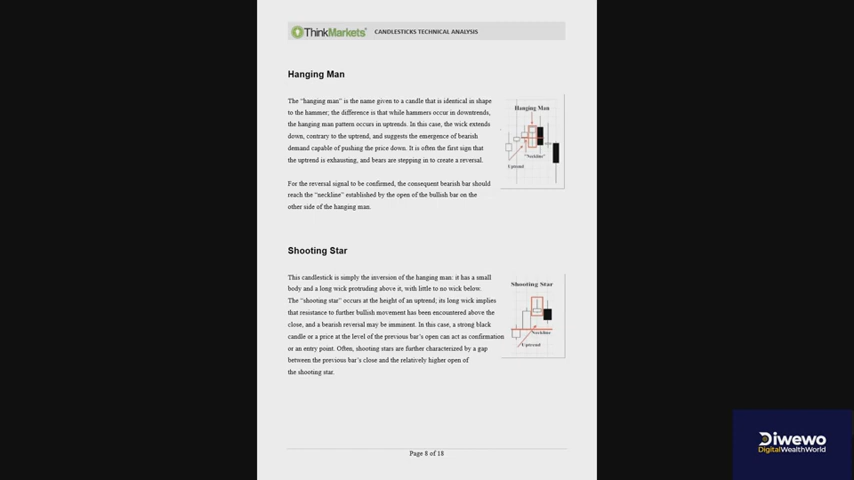 ThinkMarkets CANDLESTICKS TECHNICAL ANALYSIS
Hanging Man
The "hanging man" is the name given to a candle that is identical in shape
to the hammer; the difference is that while hammers occur in downtrends,
the hanging man pattern occurs in uptrends. In this case, the wick extends
down, contrary to the uptrend, and suggests the emergence of bearish
demand capable of pushing the price down. It is often the first sign that
the uptrend is exhausting, and bears are stepping in to create a reversal.
For the reversal signal to be confirmed, the consequent bearish bar should
reach the "neckline" established by the open of the bullish bar on the
other side of the hanging man.
Hanging Man
"Neckline"
Uptrend
Shooting Star
This candlestick is simply the inversion of the hanging man: it has a small
body and a long wick protruding above it, with little to no wick below.
The "shooting star" occurs at the height of an uptrend; its long wick implies
that resistance to further bullish movement has been encountered above the
close, and a bearish reversal may be imminent. In this case, a strong black
candle or a price at the level of the previous bar's open can act as confirmation
or an entry point. Often, shooting stars are further characterized by a gap
between the previous bar's close and the relatively higher open of
the shooting star.
Shooting Star
Neckline
Uptrend
Page 8 of 18
Diwewo
DigitalWealthWorld